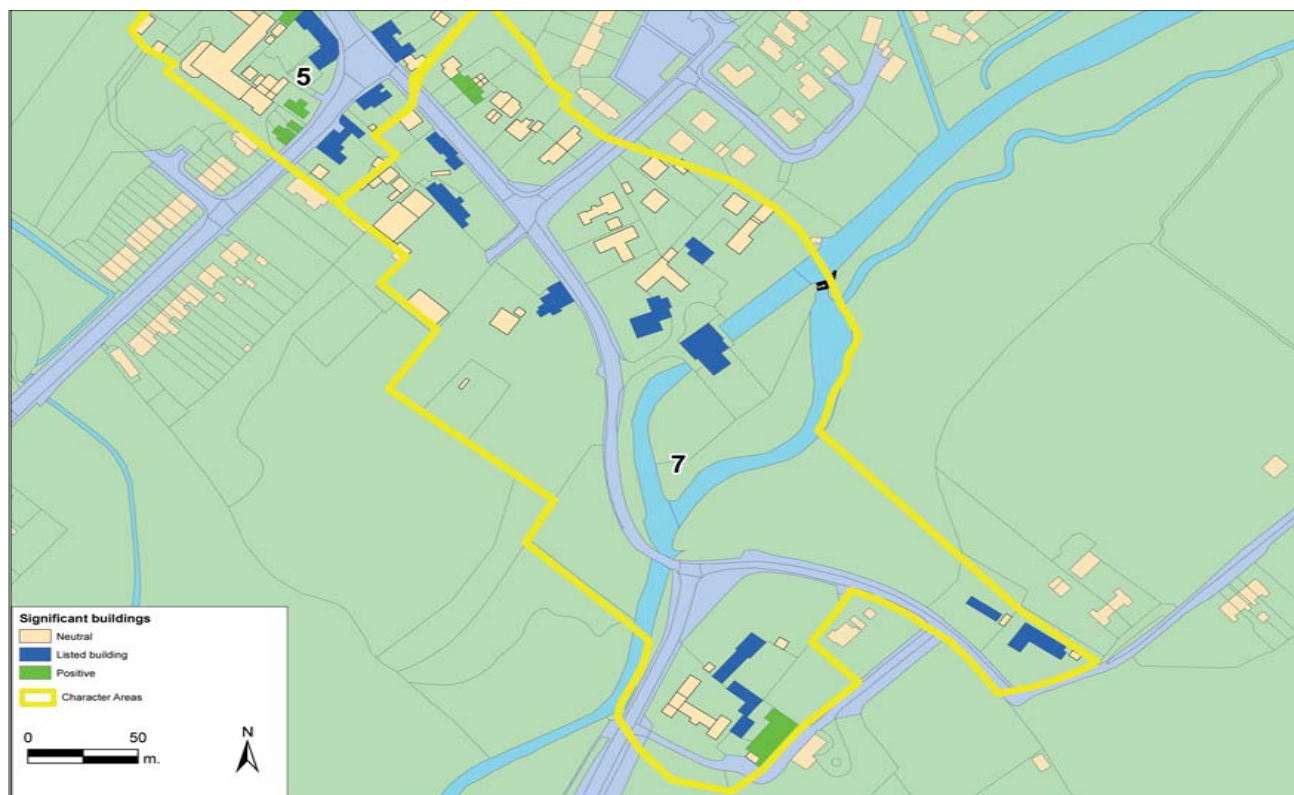 5
7
Significant buildings
Neutral
Listed building
Positive
Character Areas
0 50
m.
N